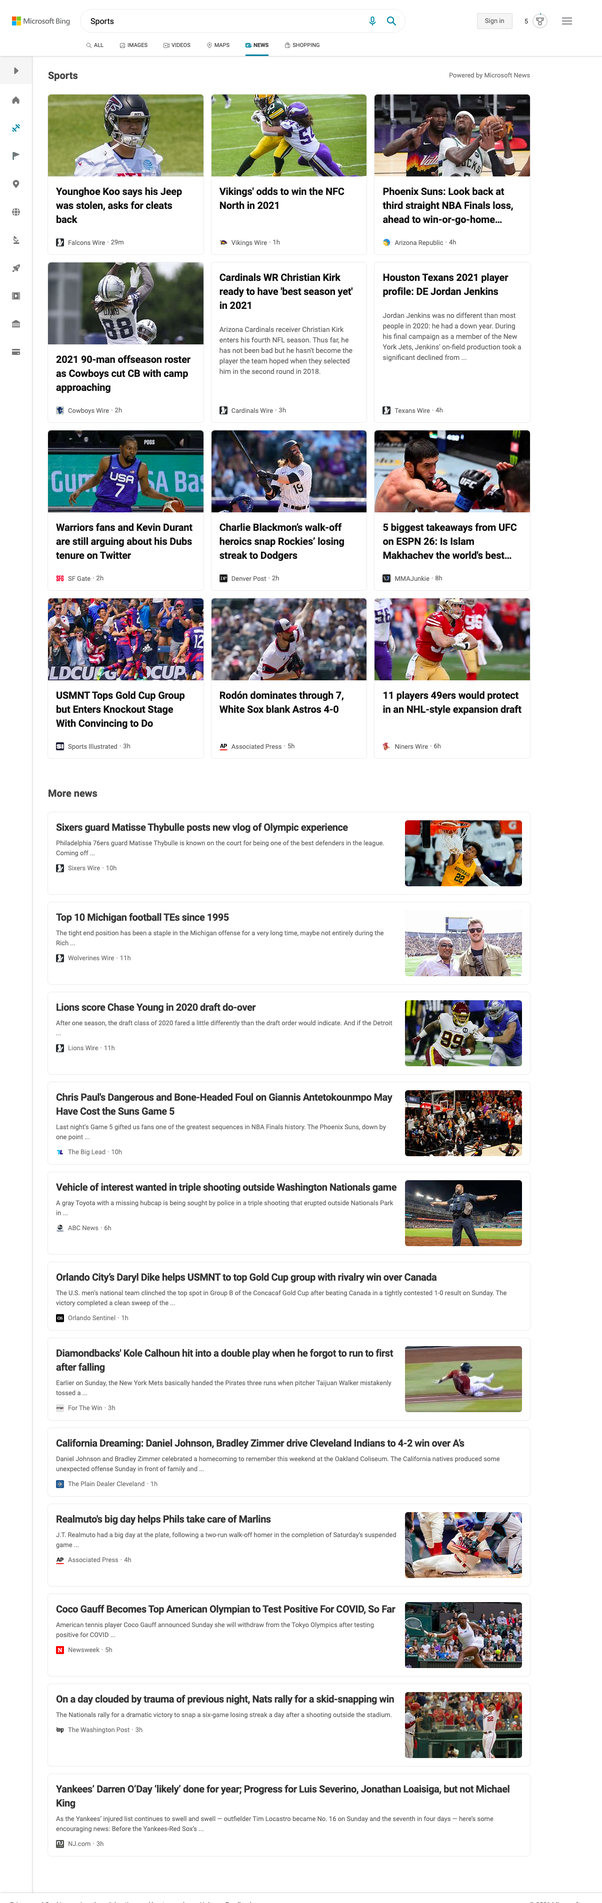 Microsoft Bing
Sports
Sign in
5
ALL
IMAGES
VIDEOS
MAPS
NEWS
SHOPPING
Sports
Powered by Microsoft News
Younghoe Koo says his Jeep
was stolen, asks for cleats
back
Falcons Wire · 29m
Vikings' odds to win the NFC
North in 2021
Vikings Wire · 1h
Phoenix Suns: Look back at
third straight NBA Finals loss,
ahead to win-or-go-home...
Arizona Republic · 4h
88
2021 90-man offseason roster
as Cowboys cut CB with camp
approaching
Cowboys Wire · 2h
Cardinals WR Christian Kirk
ready to have 'best season yet'
in 2021
Arizona Cardinals receiver Christian Kirk
enters his fourth NFL season. Thus far, he
has not been bad but he hasn't become the
player the team hoped when they selected
him in the second round in 2018.
Cardinals Wire · 3h
Houston Texans 2021 player
profile: DE Jordan Jenkins
Jordan Jenkins was no different than most
people in 2020: he had a down year. During
his final campaign as a member of the New
York Jets, Jenkins' on-field production took a
significant declined from ...
Texans Wire · 4h
USA
7
Warriors fans and Kevin Durant
are still arguing about his Dubs
tenure on Twitter
SF Gate · 2h
19
Charlie Blackmon's walk-off
heroics snap Rockies' losing
streak to Dodgers
Denver Post · 2h
UFC
5 biggest takeaways from UFC
on ESPN 26: Is Islam
Makhachev the world's best...
MMAJunkie · 8h
USMNT Tops Gold Cup Group
but Enters Knockout Stage
With Convincing to Do
Sports Illustrated · 3h
Rodón dominates through 7,
White Sox blank Astros 4-0
Associated Press · 5h
11 players 49ers would protect
in an NHL-style expansion draft
Niners Wire · 6h
More news
Sixers guard Matisse Thybulle posts new vlog of Olympic experience
Philadelphia 76ers guard Matisse Thybulle is known on the court for being one of the best defenders in the league.
Coming off ...
Sixers Wire · 10h
Top 10 Michigan football TEs since 1995
The tight end position has been a staple in the Michigan offense for a very long time, maybe not entirely during the
Rich ...
Wolverines Wire · 11h
Lions score Chase Young in 2020 draft do-over
After one season, the draft class of 2020 fared a little differently than the draft order would indicate. And if the Detroit
...
Lions Wire · 11h
99
Chris Paul's Dangerous and Bone-Headed Foul on Giannis Antetokounmpo May
Have Cost the Suns Game 5
Last night's Game 5 gifted us fans one of the greatest sequences in NBA Finals history. The Phoenix Suns, down by
one point ...
The Big Lead · 10h
Vehicle of interest wanted in triple shooting outside Washington Nationals game
A gray Toyota with a missing hubcap is being sought by police in a triple shooting that erupted outside Nationals Park
in ...
ABC News · 6h
Orlando City's Daryl Dike helps USMNT to top Gold Cup group with rivalry win over Canada
The U.S. men's national team clinched the top spot in Group B of the Concacaf Gold Cup after beating Canada in a tightly contested 1-0 result on Sunday. The
victory completed a clean sweep of the ...
Orlando Sentinel · 1h
Diamondbacks' Kole Calhoun hit into a double play when he forgot to run to first
after falling
Earlier on Sunday, the New York Mets basically handed the Pirates three runs when pitcher Taijuan Walker mistakenly
tossed a ...
For The Win · 3h
California Dreaming: Daniel Johnson, Bradley Zimmer drive Cleveland Indians to 4-2 win over A's
Daniel Johnson and Bradley Zimmer celebrated a homecoming to remember this weekend at the Oakland Coliseum. The California natives produced some
unexpected offense Sunday in front of family and ...
The Plain Dealer Cleveland · 1h
Realmuto's big day helps Phils take care of Marlins
J.T. Realmuto had a big day at the plate, following a two-run walk-off homer in the completion of Saturday's suspended
game ...
Associated Press · 4h
Coco Gauff Becomes Top American Olympian to Test Positive For COVID, So Far
American tennis player Coco Gauff announced Sunday she will withdraw from the Tokyo Olympics after testing
positive for COVID ...
Newsweek · 5h
On a day clouded by trauma of previous night, Nats rally for a skid-snapping win
The Nationals rally for a dramatic victory to snap a six-game losing streak a day after a shooting outside the stadium.
The Washington Post · 3h
Yankees' Darren O'Day 'likely' done for year; Progress for Luis Severino, Jonathan Loaisiga, but not Michael
King
As the Yankees' injured list continues to swell and swell — outfielder Tim Locastro became No. 16 on Sunday and the seventh in four days — here's some
encouraging news: Before the Yankees-Red Sox's ...
NJ.com · 3h